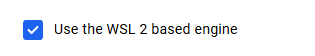 Use the WSL 2 based engine